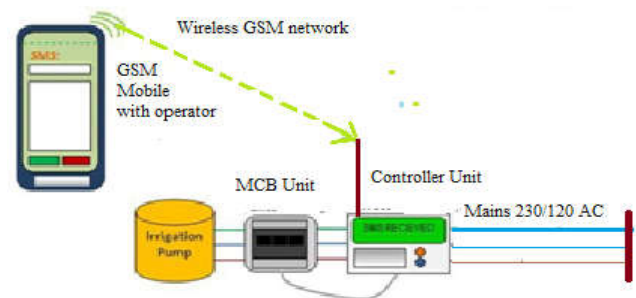 Wireless GSM network
SMS:
GSM
Mobile
with operator
MCB Unit
Controller Unit
Mains 230/120 AC
SMS RECIEVED
Irrigation
Pump